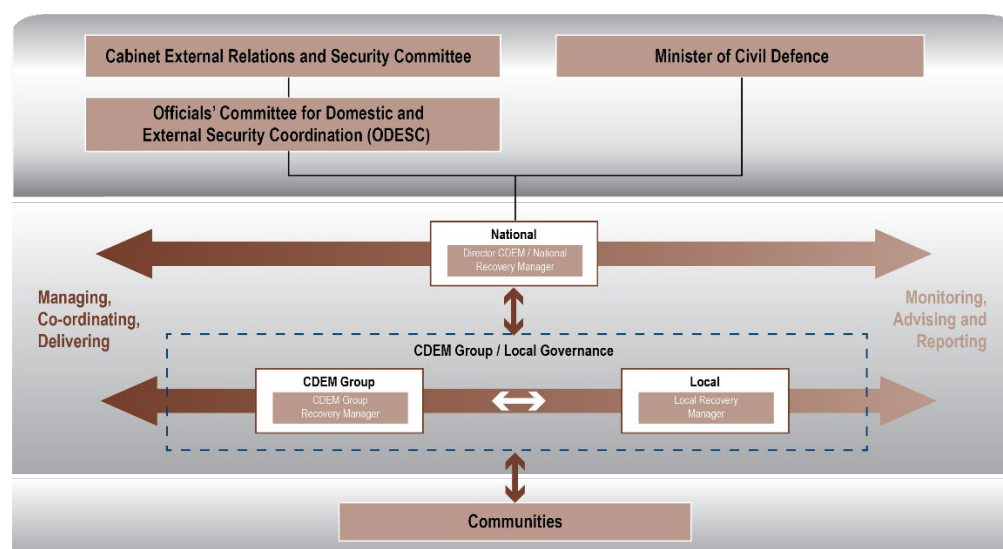 Cabinet External Relations and Security Committee
Minister of Civil Defence
Officials' Committee for Domestic and
External Security Coordination (ODESC)
National
Director CDEM / National
Recovery Manager
Managing,
Co-ordinating,
Delivering
Monitoring,
Advising and
Reporting
CDEM Group / Local Governance
CDEM Group
CDEM Group
Recovery Manager
Local
Local Recovery
Manager
Communities